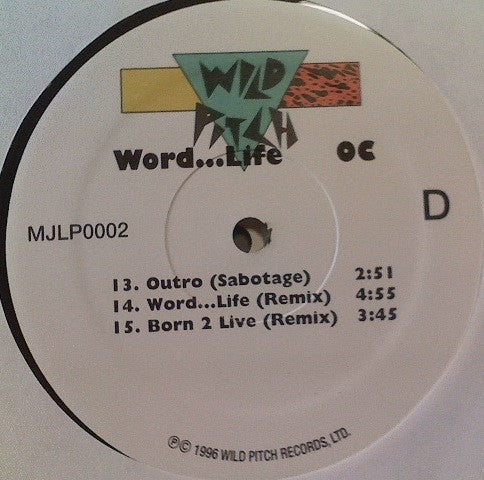 WILD
PITCH
Word...Life OC
D
MJLP0002
13. Outro (Sabotage) 2:51
14. Word...Life (Remix) 4:55
15. Born 2 Live (Remix) 3:45
℗© 1996 WILD PITCH RECORDS, LTD.